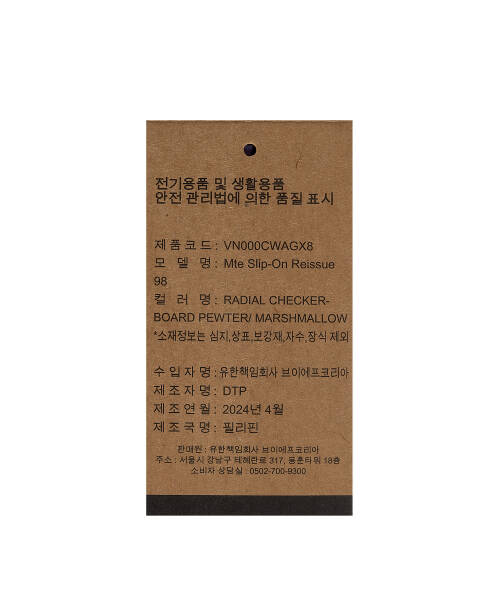 전기용품 및 생활용품
안전 관리법에 의한 품질 표시
제 품 코 드 : VN000CWAGX8
모 델 명 : Mte Slip-On Reissue
98
컬 러 명 : RADIAL CHECKER-
BOARD PEWTER/ MARSHMALLOW
*소재정보는 심지,상표,보강재,자수,장식 제외
수 입 자 명 : 유한책임회사 브이에프코리아
제 조 자 명 : DTP
제 조 연 월 : 2024년 4월
제 조 국 명 : 필리핀
판매원 : 유한책임회사 브이에프코리아
주소 : 서울시 강남구 테헤란로 317, 동훈타워 18층
소비자 상담실 : 0502-700-9300